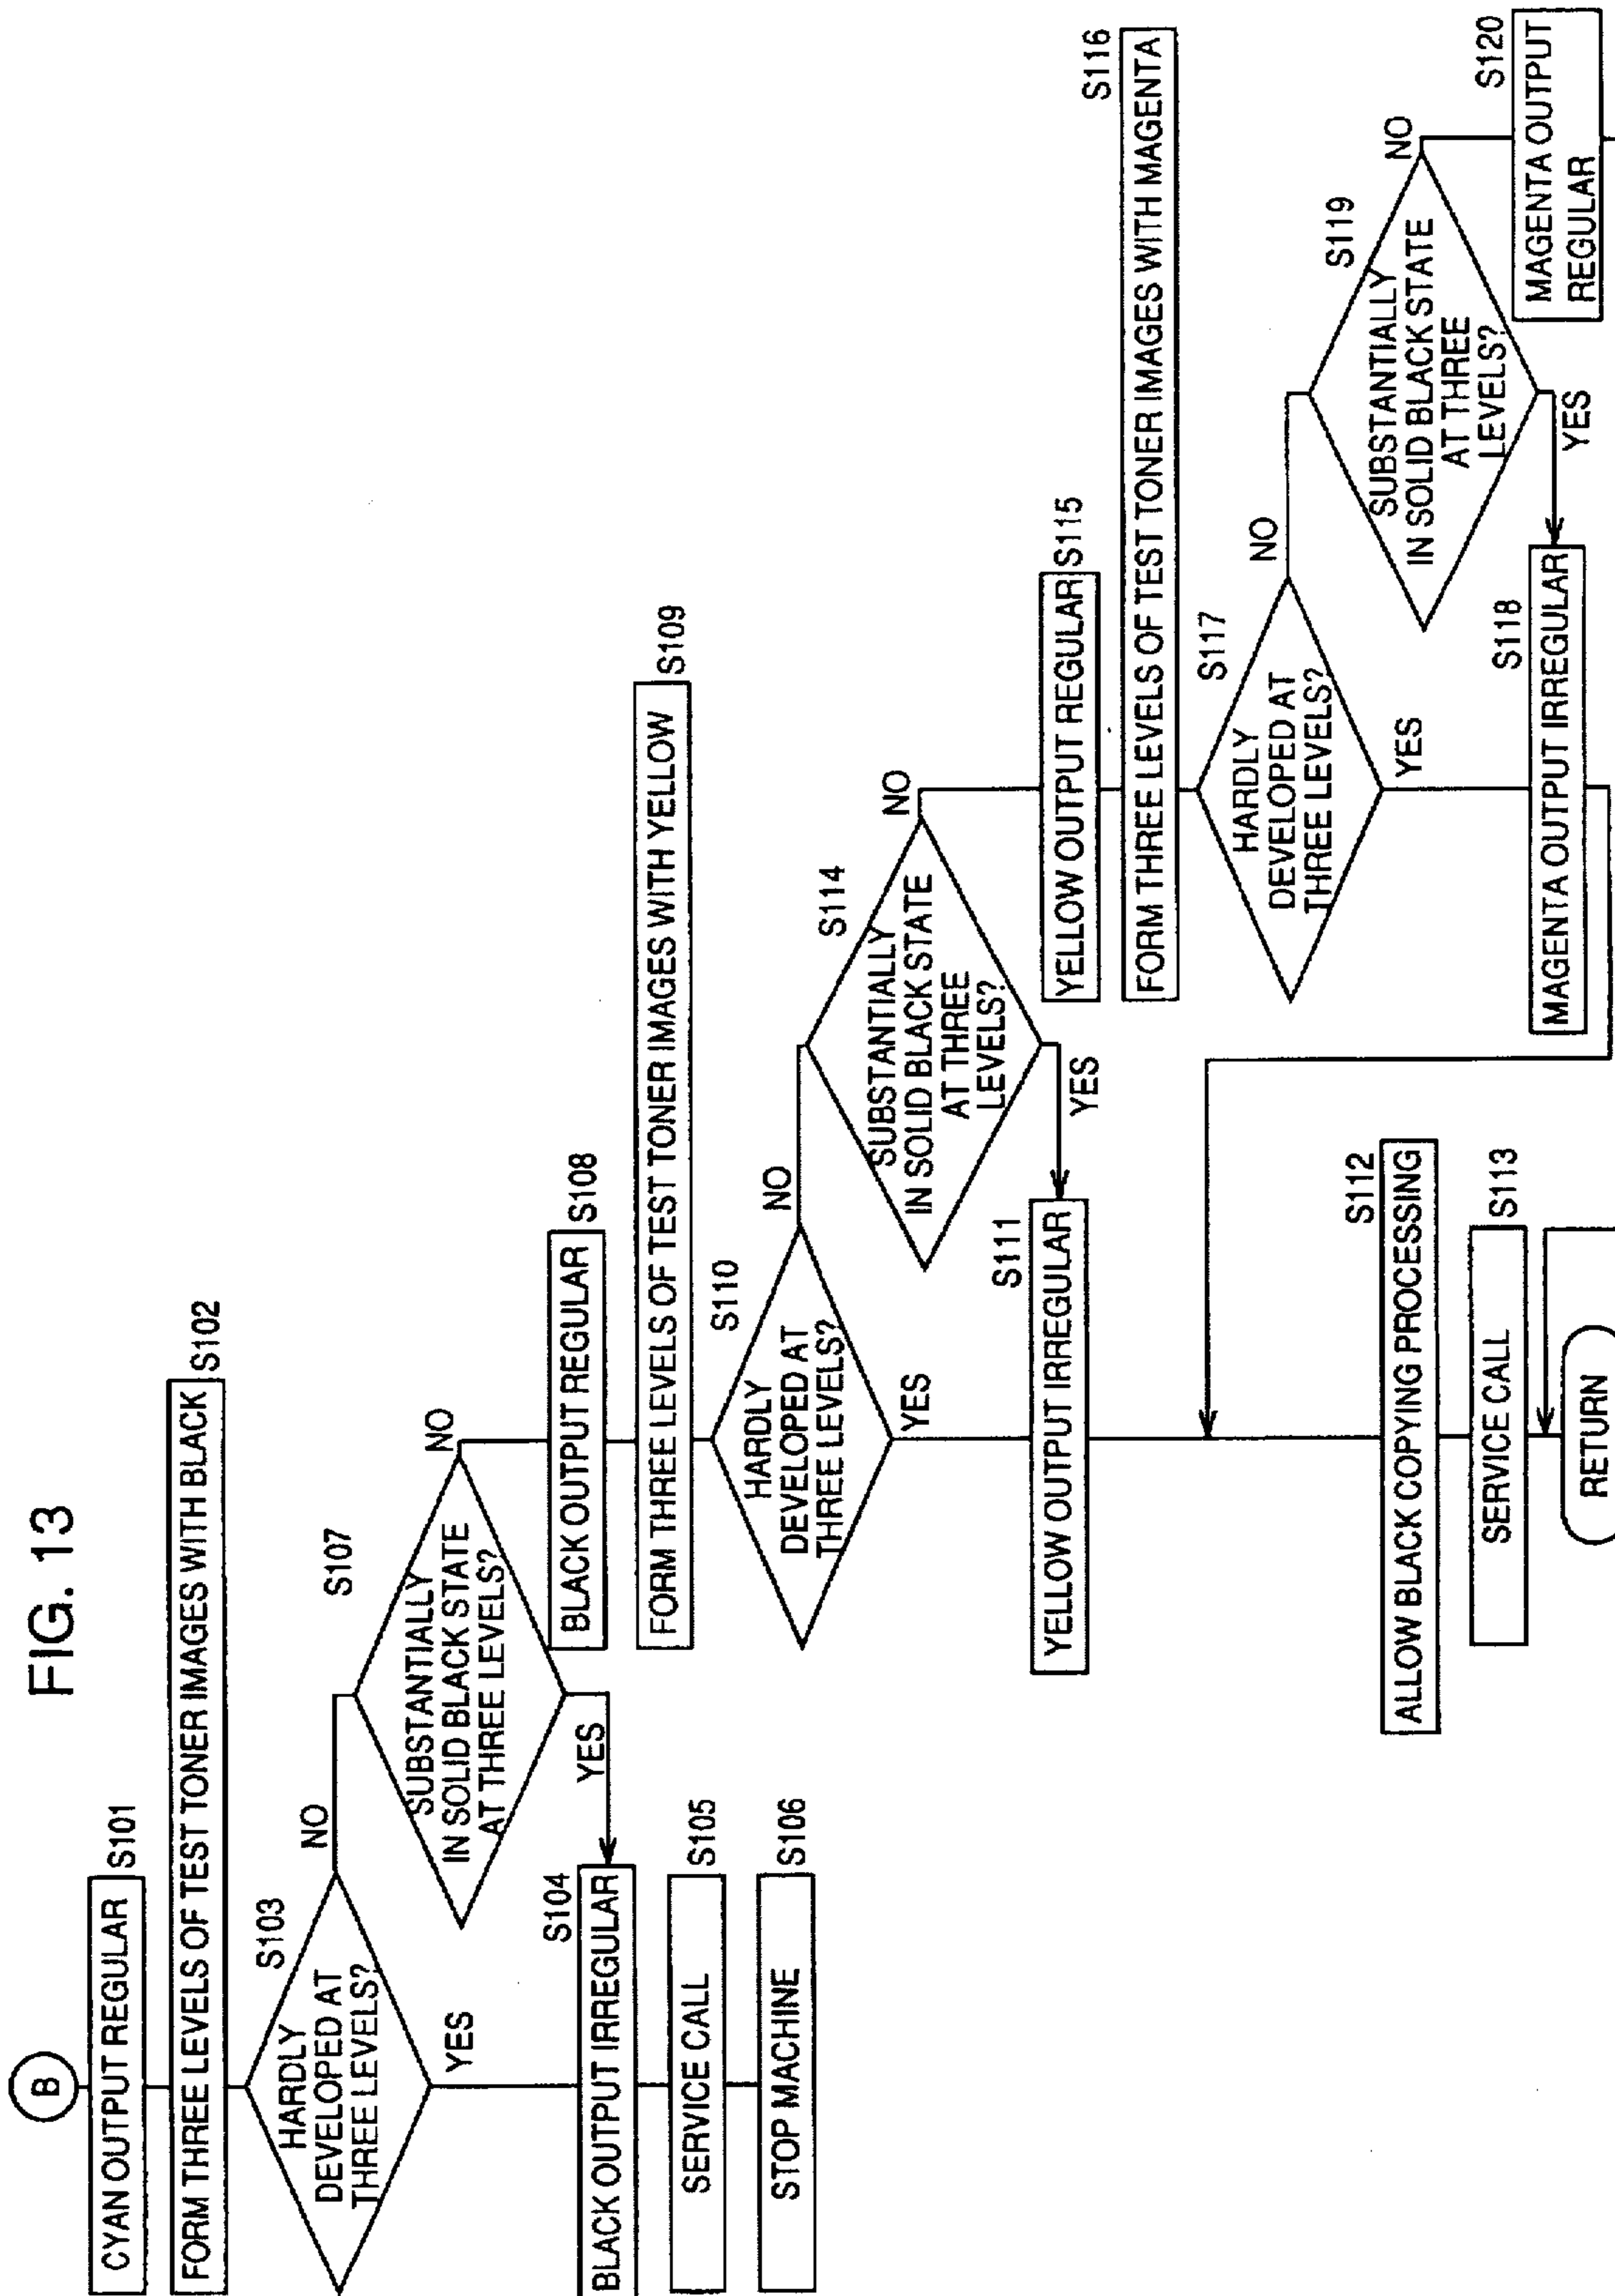 FIG. 13
B
CYAN OUTPUT REGULAR
S101
FORM THREE LEVELS OF TEST TONER IMAGES WITH BLACK
S102
S103
HARDLY
DEVELOPED AT
THREE LEVELS?
NO
YES
S107
SUBSTANTIALLY
IN SOLID BLACK STATE
AT THREE LEVELS?
NO
YES
S104
BLACK OUTPUT IRREGULAR
SERVICE CALL
S105
STOP MACHINE
S106
BLACK OUTPUT REGULAR
S108
FORM THREE LEVELS OF TEST TONER IMAGES WITH YELLOW
S109
S110
HARDLY
DEVELOPED AT
THREE LEVELS?
NO
YES
S114
SUBSTANTIALLY
IN SOLID BLACK STATE
AT THREE
LEVELS?
NO
YES
S111
YELLOW OUTPUT IRREGULAR
S112
ALLOW BLACK COPYING PROCESSING
SERVICE CALL
S113
RETURN
YELLOW OUTPUT REGULAR
S115
S116
FORM THREE LEVELS OF TEST TONER IMAGES WITH MAGENTA
S117
HARDLY
DEVELOPED AT
THREE LEVELS?
NO
YES
S119
SUBSTANTIALLY
IN SOLID BLACK STATE
AT THREE
LEVELS?
NO
YES
S118
MAGENTA OUTPUT IRREGULAR
S120
MAGENTA OUTPUT
REGULAR